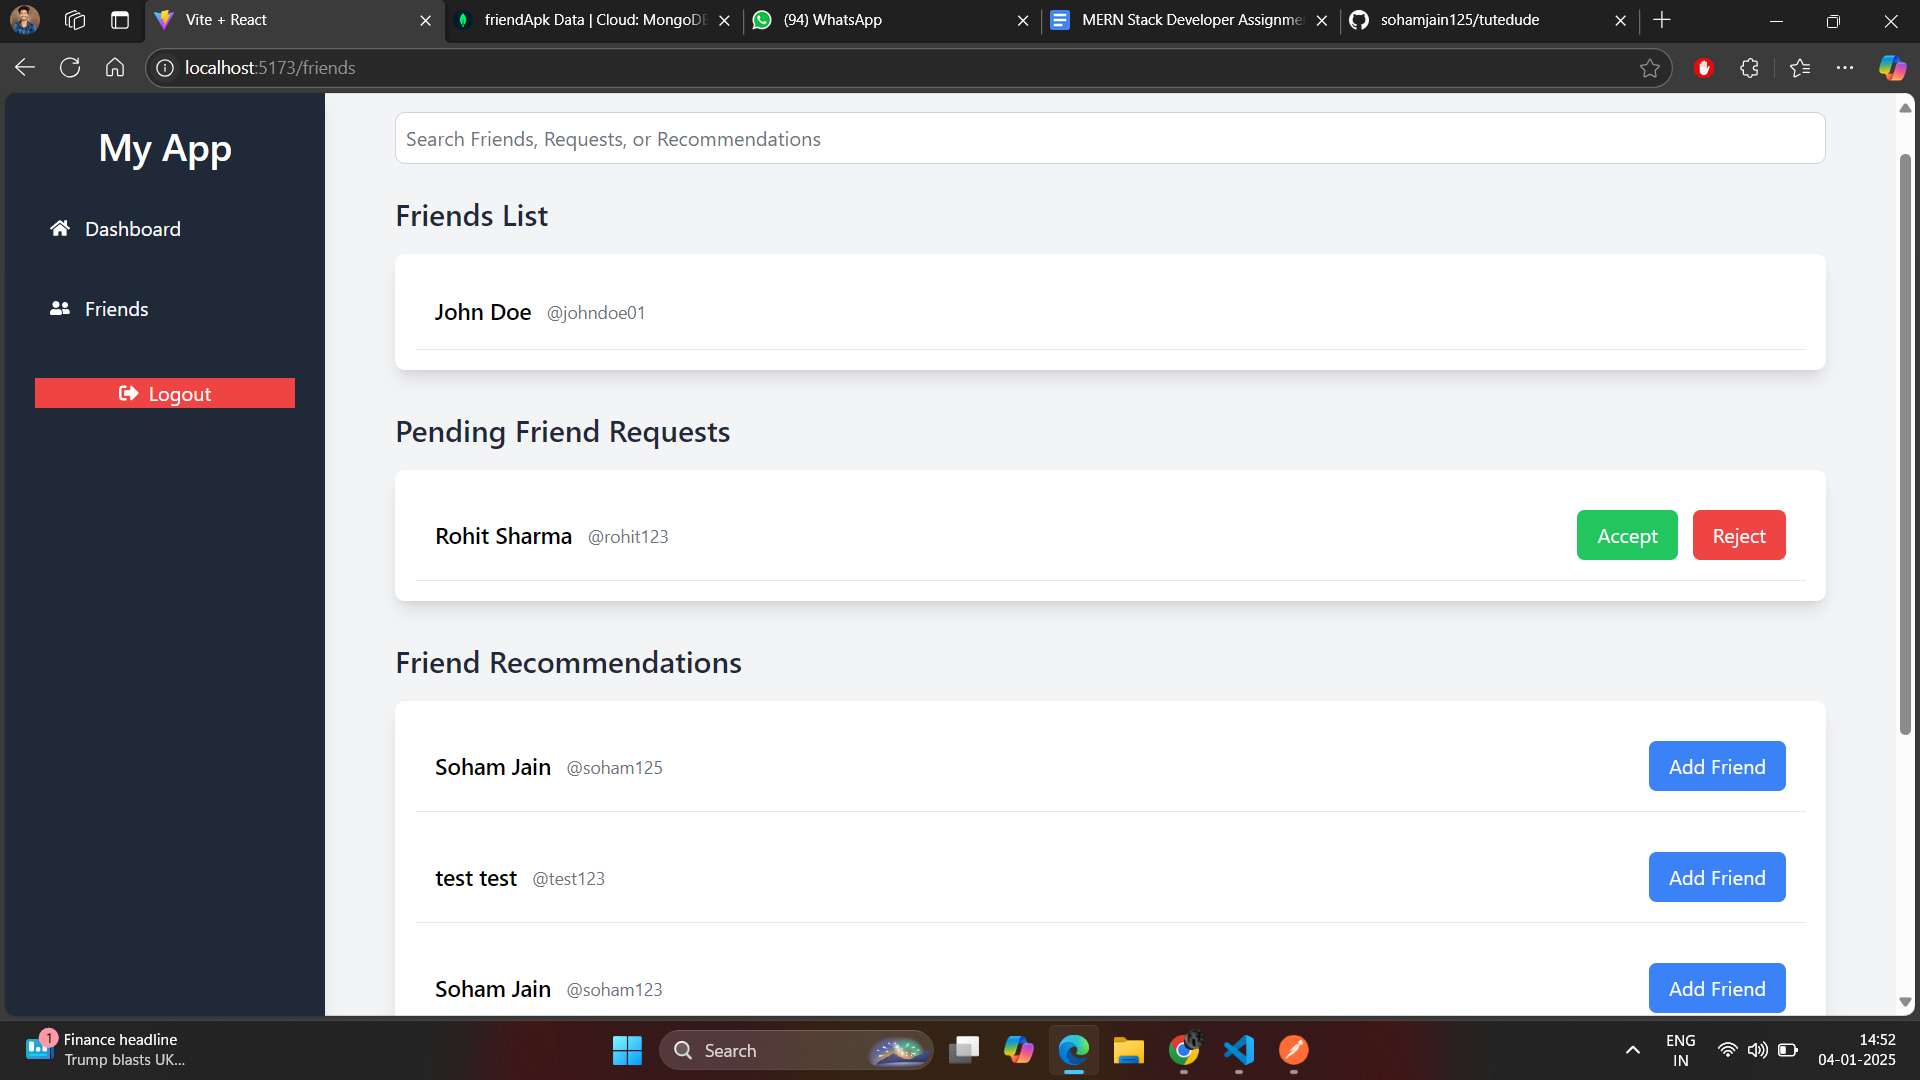 Vite + React
friendApk Data | Cloud: MongoDB
(94) WhatsApp
MERN Stack Developer Assignme
sohamjain125/tutedude
localhost:5173/friends
My App
Dashboard
Friends
Logout
Search Friends, Requests, or Recommendations
Friends List
John Doe @johndoe01
Pending Friend Requests
Rohit Sharma @rohit123 Accept Reject
Friend Recommendations
Soham Jain @soham125 Add Friend
test test @test123 Add Friend
Soham Jain @soham123 Add Friend
1
Finance headline
Trump blasts UK...
Search
ENG
IN
14:52
04-01-2025